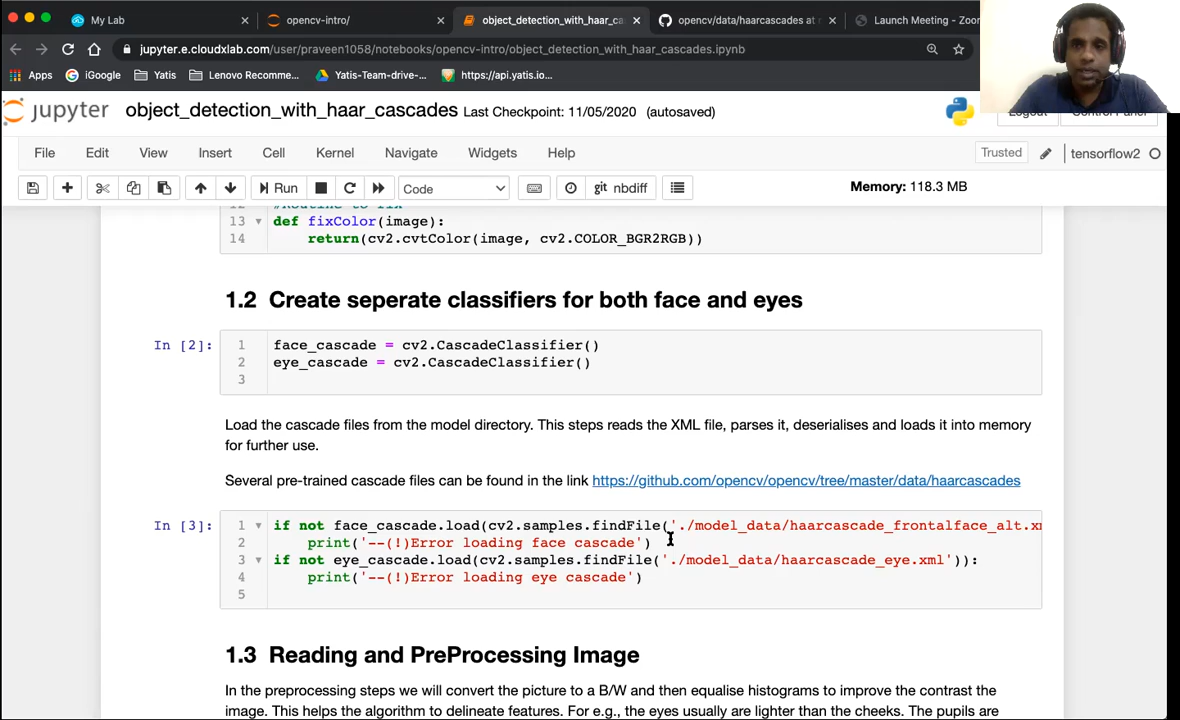 My Lab
opencv-intro/
object_detection_with_haar_cas
opencv/data/haarcascades at
Launch Meeting - Zoo
jupyter.e.cloudxlab.com/user/praveen1058/notebooks/opencv-intro/object_detection_with_haar_cascades.ipynb
Apps
iGoogle
Yatis
Lenovo Recomme...
Yatis-Team-drive-...
https://api.yatis.io...
jupyter
object_detection_with_haar_cascades Last Checkpoint: 11/05/2020 (autosaved)
Logout
Control Panel
File Edit View Insert Cell Kernel Navigate Widgets Help
Trusted
tensorflow2
Run
Code
git nbdiff
Memory: 118.3 MB
12 #Routine to fix
13 def fixColor(image):
14 return(cv2.cvtColor(image, cv2.COLOR_BGR2RGB))
1.2 Create seperate classifiers for both face and eyes
In [2]:
1 face_cascade = cv2.CascadeClassifier()
2 eye_cascade = cv2.CascadeClassifier()
3
Load the cascade files from the model directory. This steps reads the XML file, parses it, deserialises and loads it into memory
for further use.
Several pre-trained cascade files can be found in the link https://github.com/opencv/opencv/tree/master/data/haarcascades
In [3]:
1 if not face_cascade.load(cv2.samples.findFile('./model_data/haarcascade_frontalface_alt.xm
2 print('--(!)Error loading face cascade')
3 if not eye_cascade.load(cv2.samples.findFile('./model_data/haarcascade_eye.xml')):
4 print('--(!)Error loading eye cascade')
5
1.3 Reading and PreProcessing Image
In the preprocessing steps we will convert the picture to a B/W and then equalise histograms to improve the contrast the
image. This helps the algorithm to delineate features. For e.g., the eyes usually are lighter than the cheeks. The pupils are